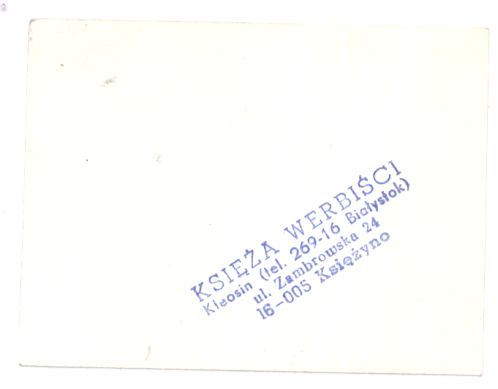 KSIĘŻA WERBIŚCI
Kleosin (tel. 269-16 Białystok)
ul. Zambrowska 24
16-005 Księżyno